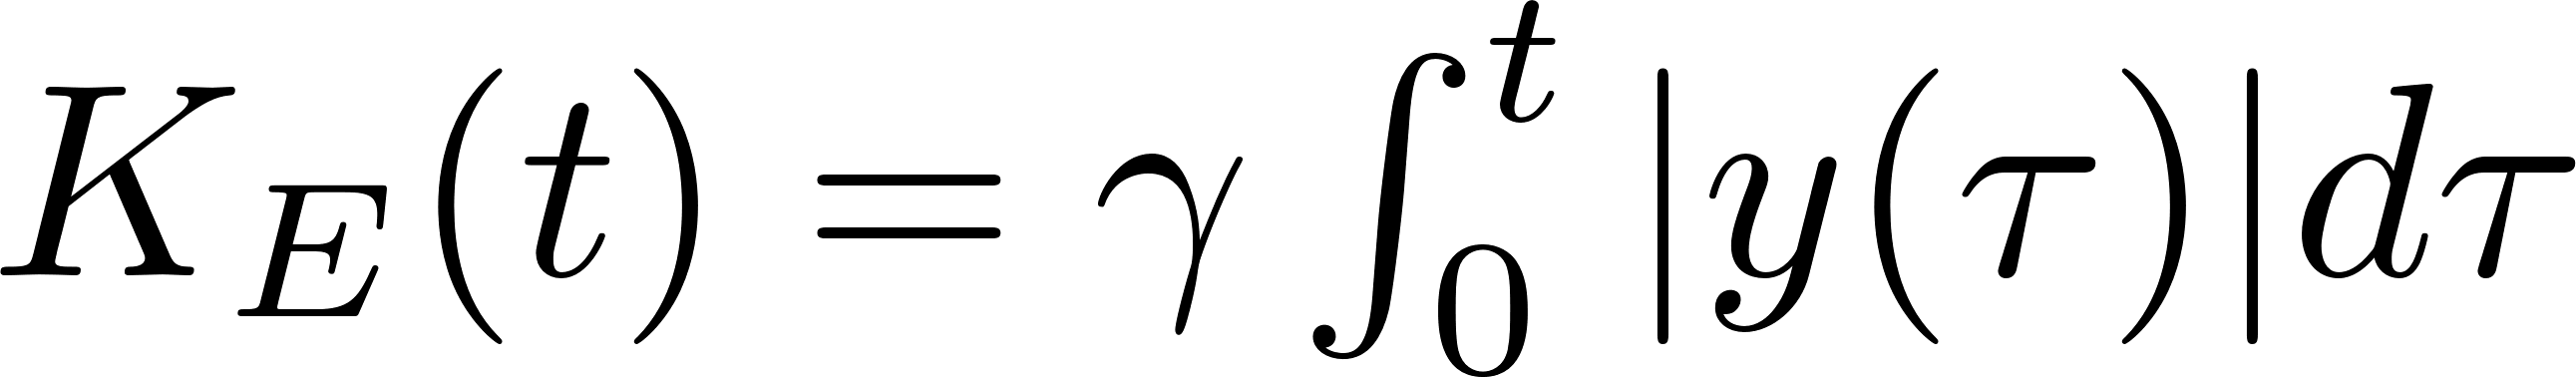 K_E(t) = γ∫_0^t |y(τ)|dτ